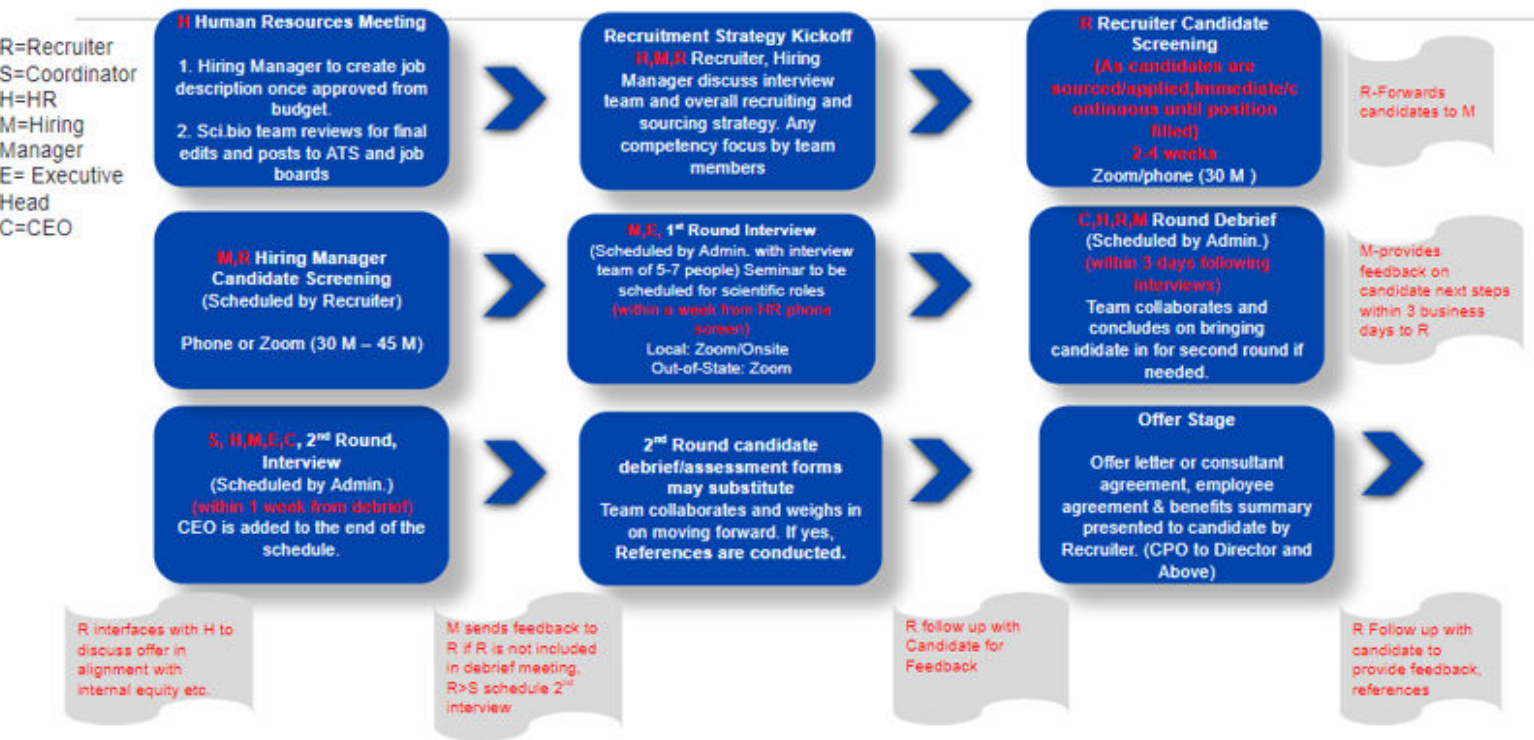 R=Recruiter
S=Coordinator
H=HR
M=Hiring
Manager
E= Executive
Head
C=CEO
H Human Resources Meeting
1. Hiring Manager to create job
description once approved from
budget.
2. Sci.bio team reviews for final
edits and posts to ATS and job
boards
Recruitment Strategy Kickoff
H,M,R Recruiter, Hiring
Manager discuss interview
team and overall recruiting and
sourcing strategy. Any
competency focus by team
members
R Recruiter Candidate
Screening
(As candidates are
sourced/applied,Immediate/c
ontinuous until position
filled)
2-4 weeks
Zoom/phone (30 M )
R-Forwards
candidates to M
M,R Hiring Manager
Candidate Screening
(Scheduled by Recruiter)
Phone or Zoom (30 M – 45 M)
M,E, 1st Round Interview
(Scheduled by Admin. with interview
team of 5-7 people) Seminar to be
scheduled for scientific roles
(within a week from HR phone
screen)
Local: Zoom/Onsite
Out-of-State: Zoom
C,H,R,M Round Debrief
(Scheduled by Admin.)
(within 3 days following
interviews)
Team collaborates and
concludes on bringing
candidate in for second round if
needed.
M-provides
feedback on
candidate next steps
within 3 business
days to R
S, H,M,E,C, 2nd Round,
Interview
(Scheduled by Admin.)
(within 1 week from debrief)
CEO is added to the end of the
schedule.
2nd Round candidate
debrief/assessment forms
may substitute
Team collaborates and weighs in
on moving forward. If yes,
References are conducted.
Offer Stage
Offer letter or consultant
agreement, employee
agreement & benefits summary
presented to candidate by
Recruiter. (CPO to Director and
Above)
R interfaces with H to
discuss offer in
alignment with
internal equity etc.
M sends feedback to
R if R is not included
in debrief meeting.
R>S schedule 2nd
interview
R follow up with
Candidate for
Feedback
R Follow up with
candidate to
provide feedback,
references